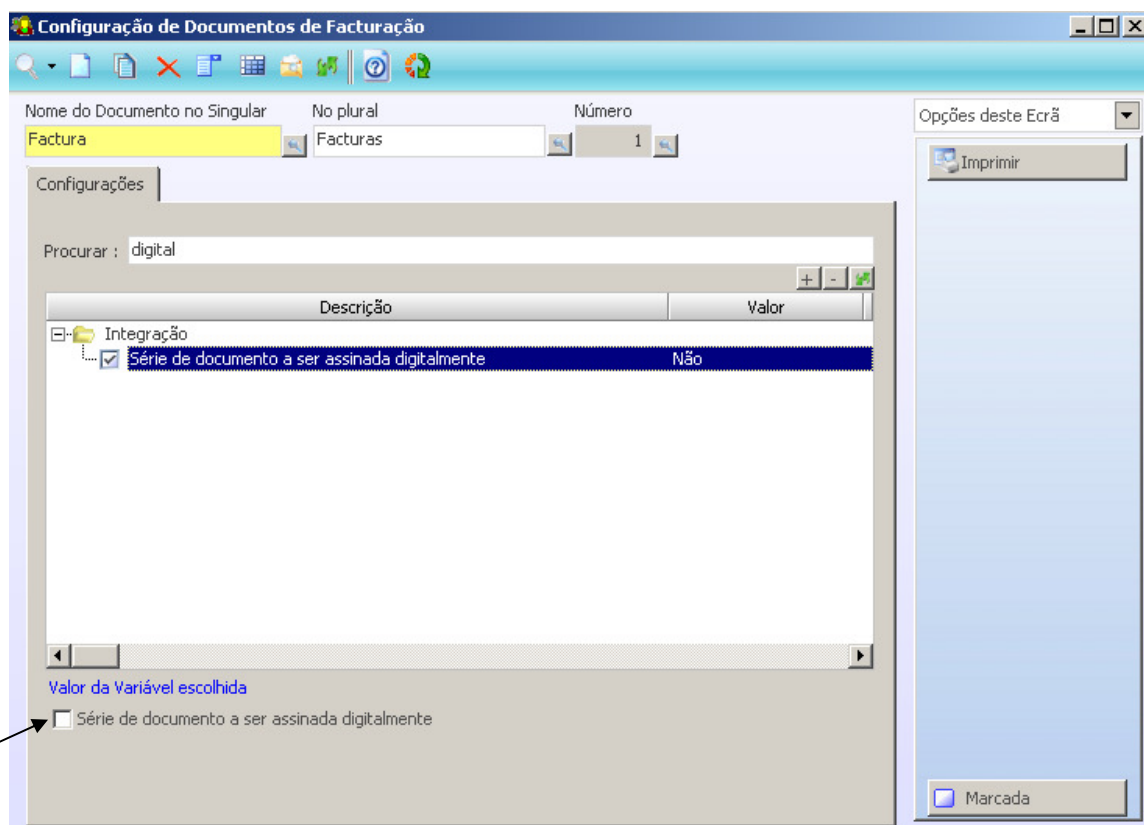 Configuração de Documentos de Facturação
Nome do Documento no Singular No plural Número
Factura Facturas 1
Opções deste Ecrã
Imprimir
Configurações
Procurar : digital
+ -
Descrição Valor
Integração
Série de documento a ser assinada digitalmente Não
Valor da Variável escolhida
Série de documento a ser assinada digitalmente
Marcada